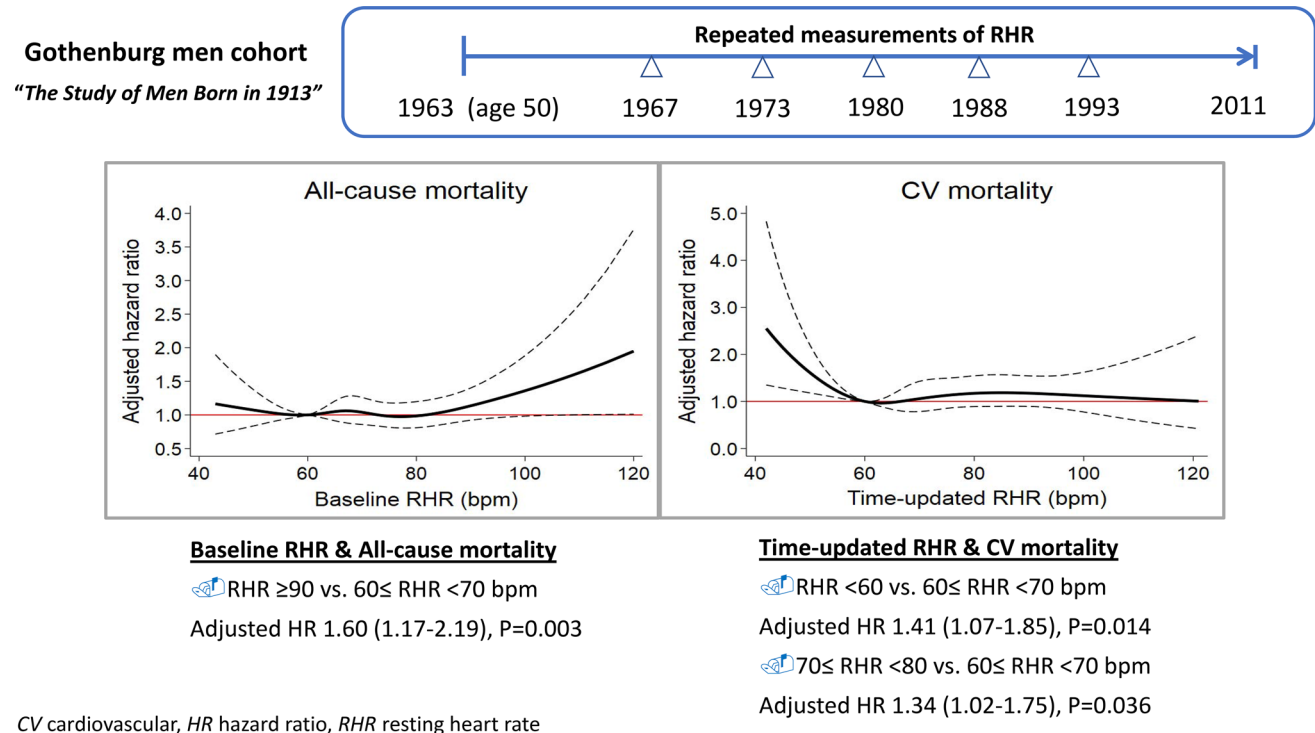 Gothenburg men cohort
“The Study of Men Born in 1913”
Repeated measurements of RHR
1963 (age 50) 1967 1973 1980 1988 1993 2011
All-cause mortality
Adjusted hazard ratio
4.0
3.5
3.0
2.5
2.0
1.5
1.0
0.5
40 60 80 100 120
Baseline RHR (bpm)
CV mortality
Adjusted hazard ratio
5.0
4.0
3.0
2.0
1.0
0.0
40 60 80 100 120
Time-updated RHR (bpm)
Baseline RHR & All-cause mortality
RHR ≥90 vs. 60≤ RHR <70 bpm
Adjusted HR 1.60 (1.17-2.19), P=0.003
Time-updated RHR & CV mortality
RHR <60 vs. 60≤ RHR <70 bpm
Adjusted HR 1.41 (1.07-1.85), P=0.014
70≤ RHR <80 vs. 60≤ RHR <70 bpm
Adjusted HR 1.34 (1.02-1.75), P=0.036
CV cardiovascular, HR hazard ratio, RHR resting heart rate